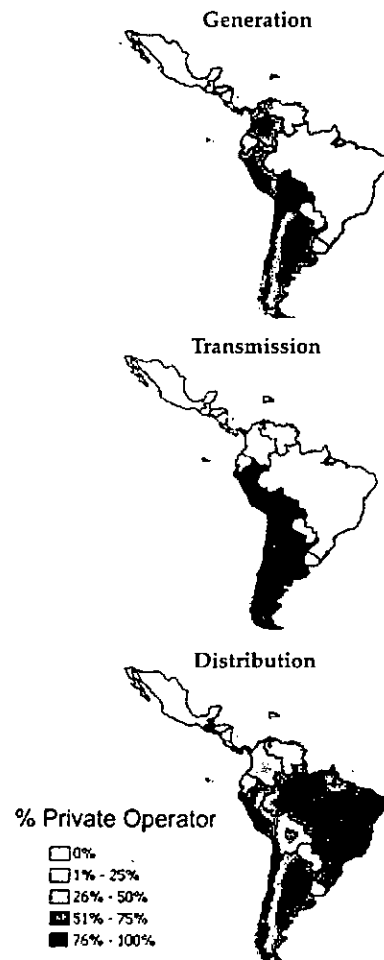 Generation
Transmission
Distribution
% Private Operator
0%
1% - 25%
26% - 50%
51% - 75%
76% - 100%